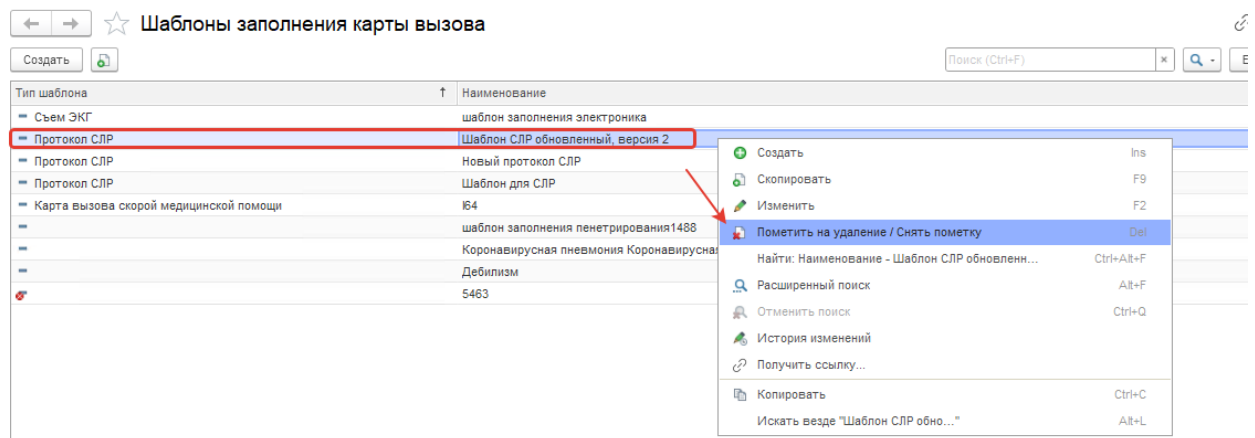 Шаблоны заполнения карты вызова
Создать
Поиск (Ctrl+F)
Тип шаблона Наименование
Съем ЭКГ шаблон заполнения электроника
Протокол СЛР Шаблон СЛР обновленный, версия 2
Протокол СЛР Новый протокол СЛР
Протокол СЛР Шаблон для СЛР
Карта вызова скорой медицинской помощи I64
шаблон заполнения пенетрирования1488
Коронавирусная пневмония Коронавирусная
Дебилизм
5463
Создать Ins
Скопировать F9
Изменить F2
Пометить на удаление / Снять пометку Del
Найти: Наименование - Шаблон СЛР обновленн... Ctrl+Alt+F
Расширенный поиск Alt+F
Отменить поиск Ctrl+Q
История изменений
Получить ссылку...
Копировать Ctrl+C
Искать везде "Шаблон СЛР обно..." Alt+L